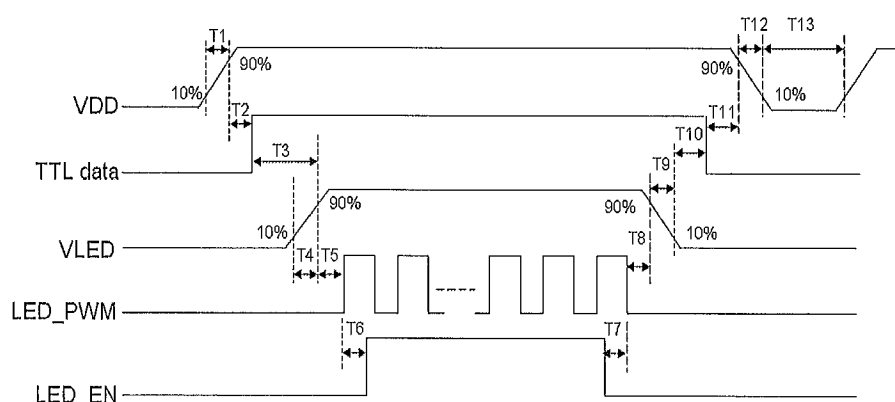 T1
T12 T13
90%
90%
10%
10%
VDD
T2
T11
T3
T10
TTL data
T9
90%
90%
10%
10%
VLED
T4 T5
T8
LED_PWM
T6
T7
LED_EN